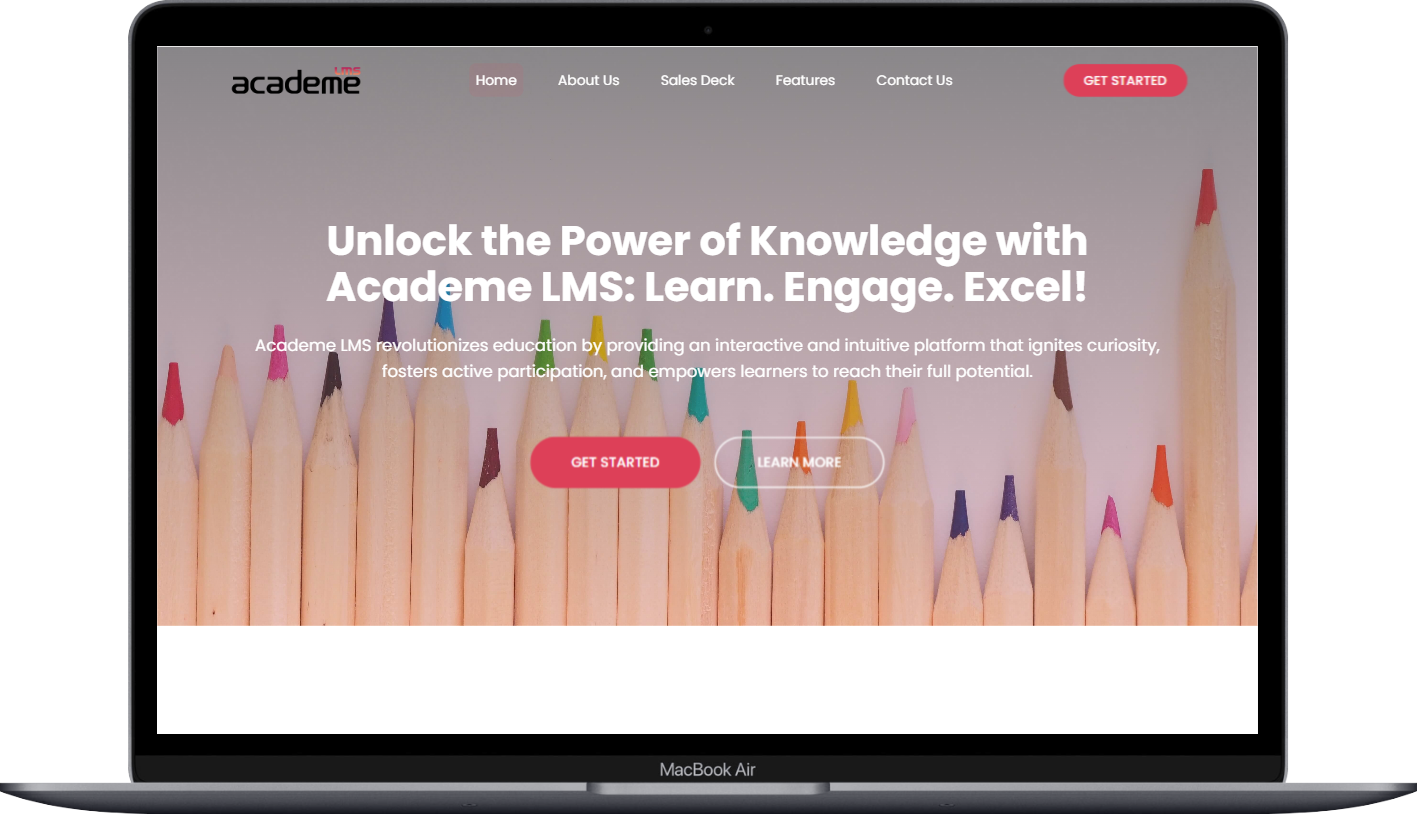 academe LMS
Home About Us Sales Deck Features Contact Us GET STARTED
Unlock the Power of Knowledge with
Academe LMS: Learn. Engage. Excel!
Academe LMS revolutionizes education by providing an interactive and intuitive platform that ignites curiosity,
fosters active participation, and empowers learners to reach their full potential.
GET STARTED LEARN MORE
MacBook Air